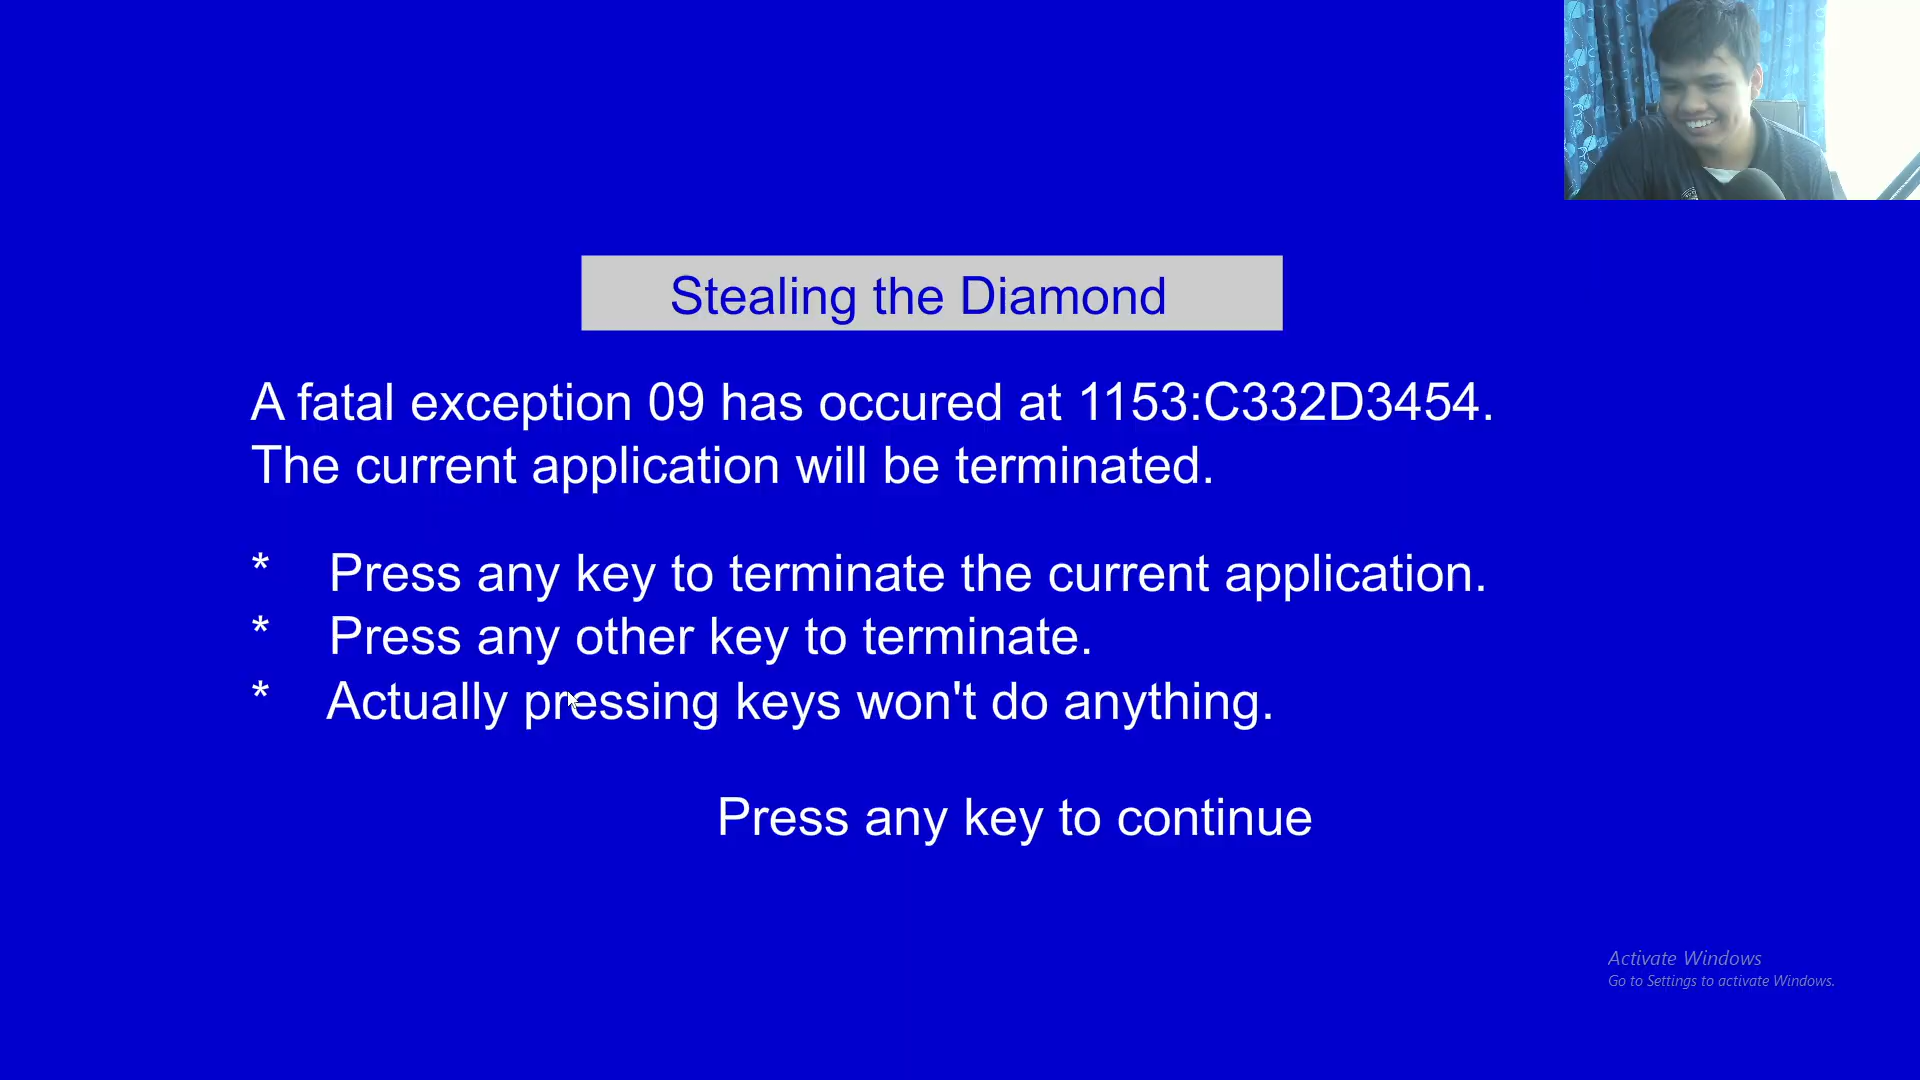 Stealing the Diamond
A fatal exception 09 has occured at 1153:C332D3454.
The current application will be terminated.
* Press any key to terminate the current application.
* Press any other key to terminate.
* Actually pressing keys won't do anything.
Press any key to continue
Activate Windows
Go to Settings to activate Windows.